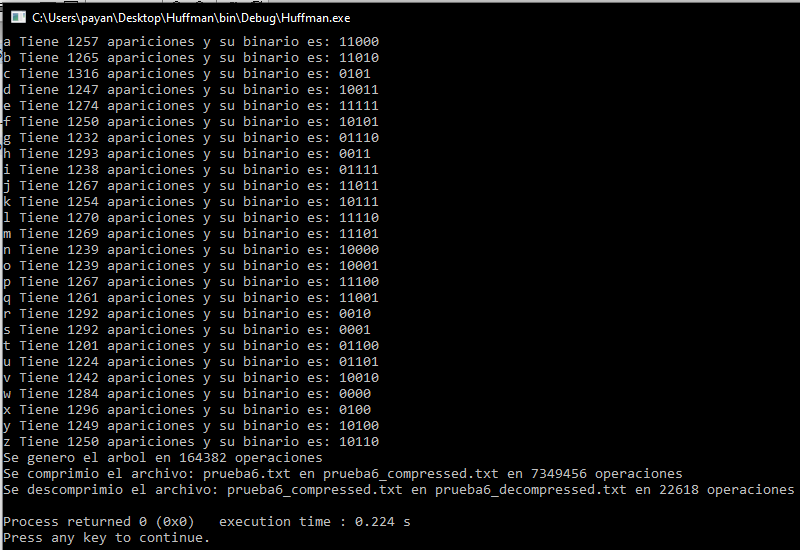 C:\Users\payan\Desktop\Huffman\bin\Debug\Huffman.exe
a Tiene 1257 apariciones y su binario es: 11000
b Tiene 1265 apariciones y su binario es: 11010
c Tiene 1316 apariciones y su binario es: 0101
d Tiene 1247 apariciones y su binario es: 10011
e Tiene 1274 apariciones y su binario es: 11111
f Tiene 1250 apariciones y su binario es: 10101
g Tiene 1232 apariciones y su binario es: 01110
h Tiene 1293 apariciones y su binario es: 0011
i Tiene 1238 apariciones y su binario es: 01111
j Tiene 1267 apariciones y su binario es: 11011
k Tiene 1254 apariciones y su binario es: 10111
l Tiene 1270 apariciones y su binario es: 11110
m Tiene 1269 apariciones y su binario es: 11101
n Tiene 1239 apariciones y su binario es: 10000
o Tiene 1239 apariciones y su binario es: 10001
p Tiene 1267 apariciones y su binario es: 11100
q Tiene 1261 apariciones y su binario es: 11001
r Tiene 1292 apariciones y su binario es: 0010
s Tiene 1292 apariciones y su binario es: 0001
t Tiene 1201 apariciones y su binario es: 01100
u Tiene 1224 apariciones y su binario es: 01101
v Tiene 1242 apariciones y su binario es: 10010
w Tiene 1284 apariciones y su binario es: 0000
x Tiene 1296 apariciones y su binario es: 0100
y Tiene 1249 apariciones y su binario es: 10100
z Tiene 1250 apariciones y su binario es: 10110
Se genero el arbol en 164382 operaciones
Se comprimio el archivo: prueba6.txt en prueba6_compressed.txt en 7349456 operaciones
Se descomprimio el archivo: prueba6_compressed.txt en prueba6_decompressed.txt en 22618 operaciones
Process returned 0 (0x0)   execution time : 0.224 s
Press any key to continue.